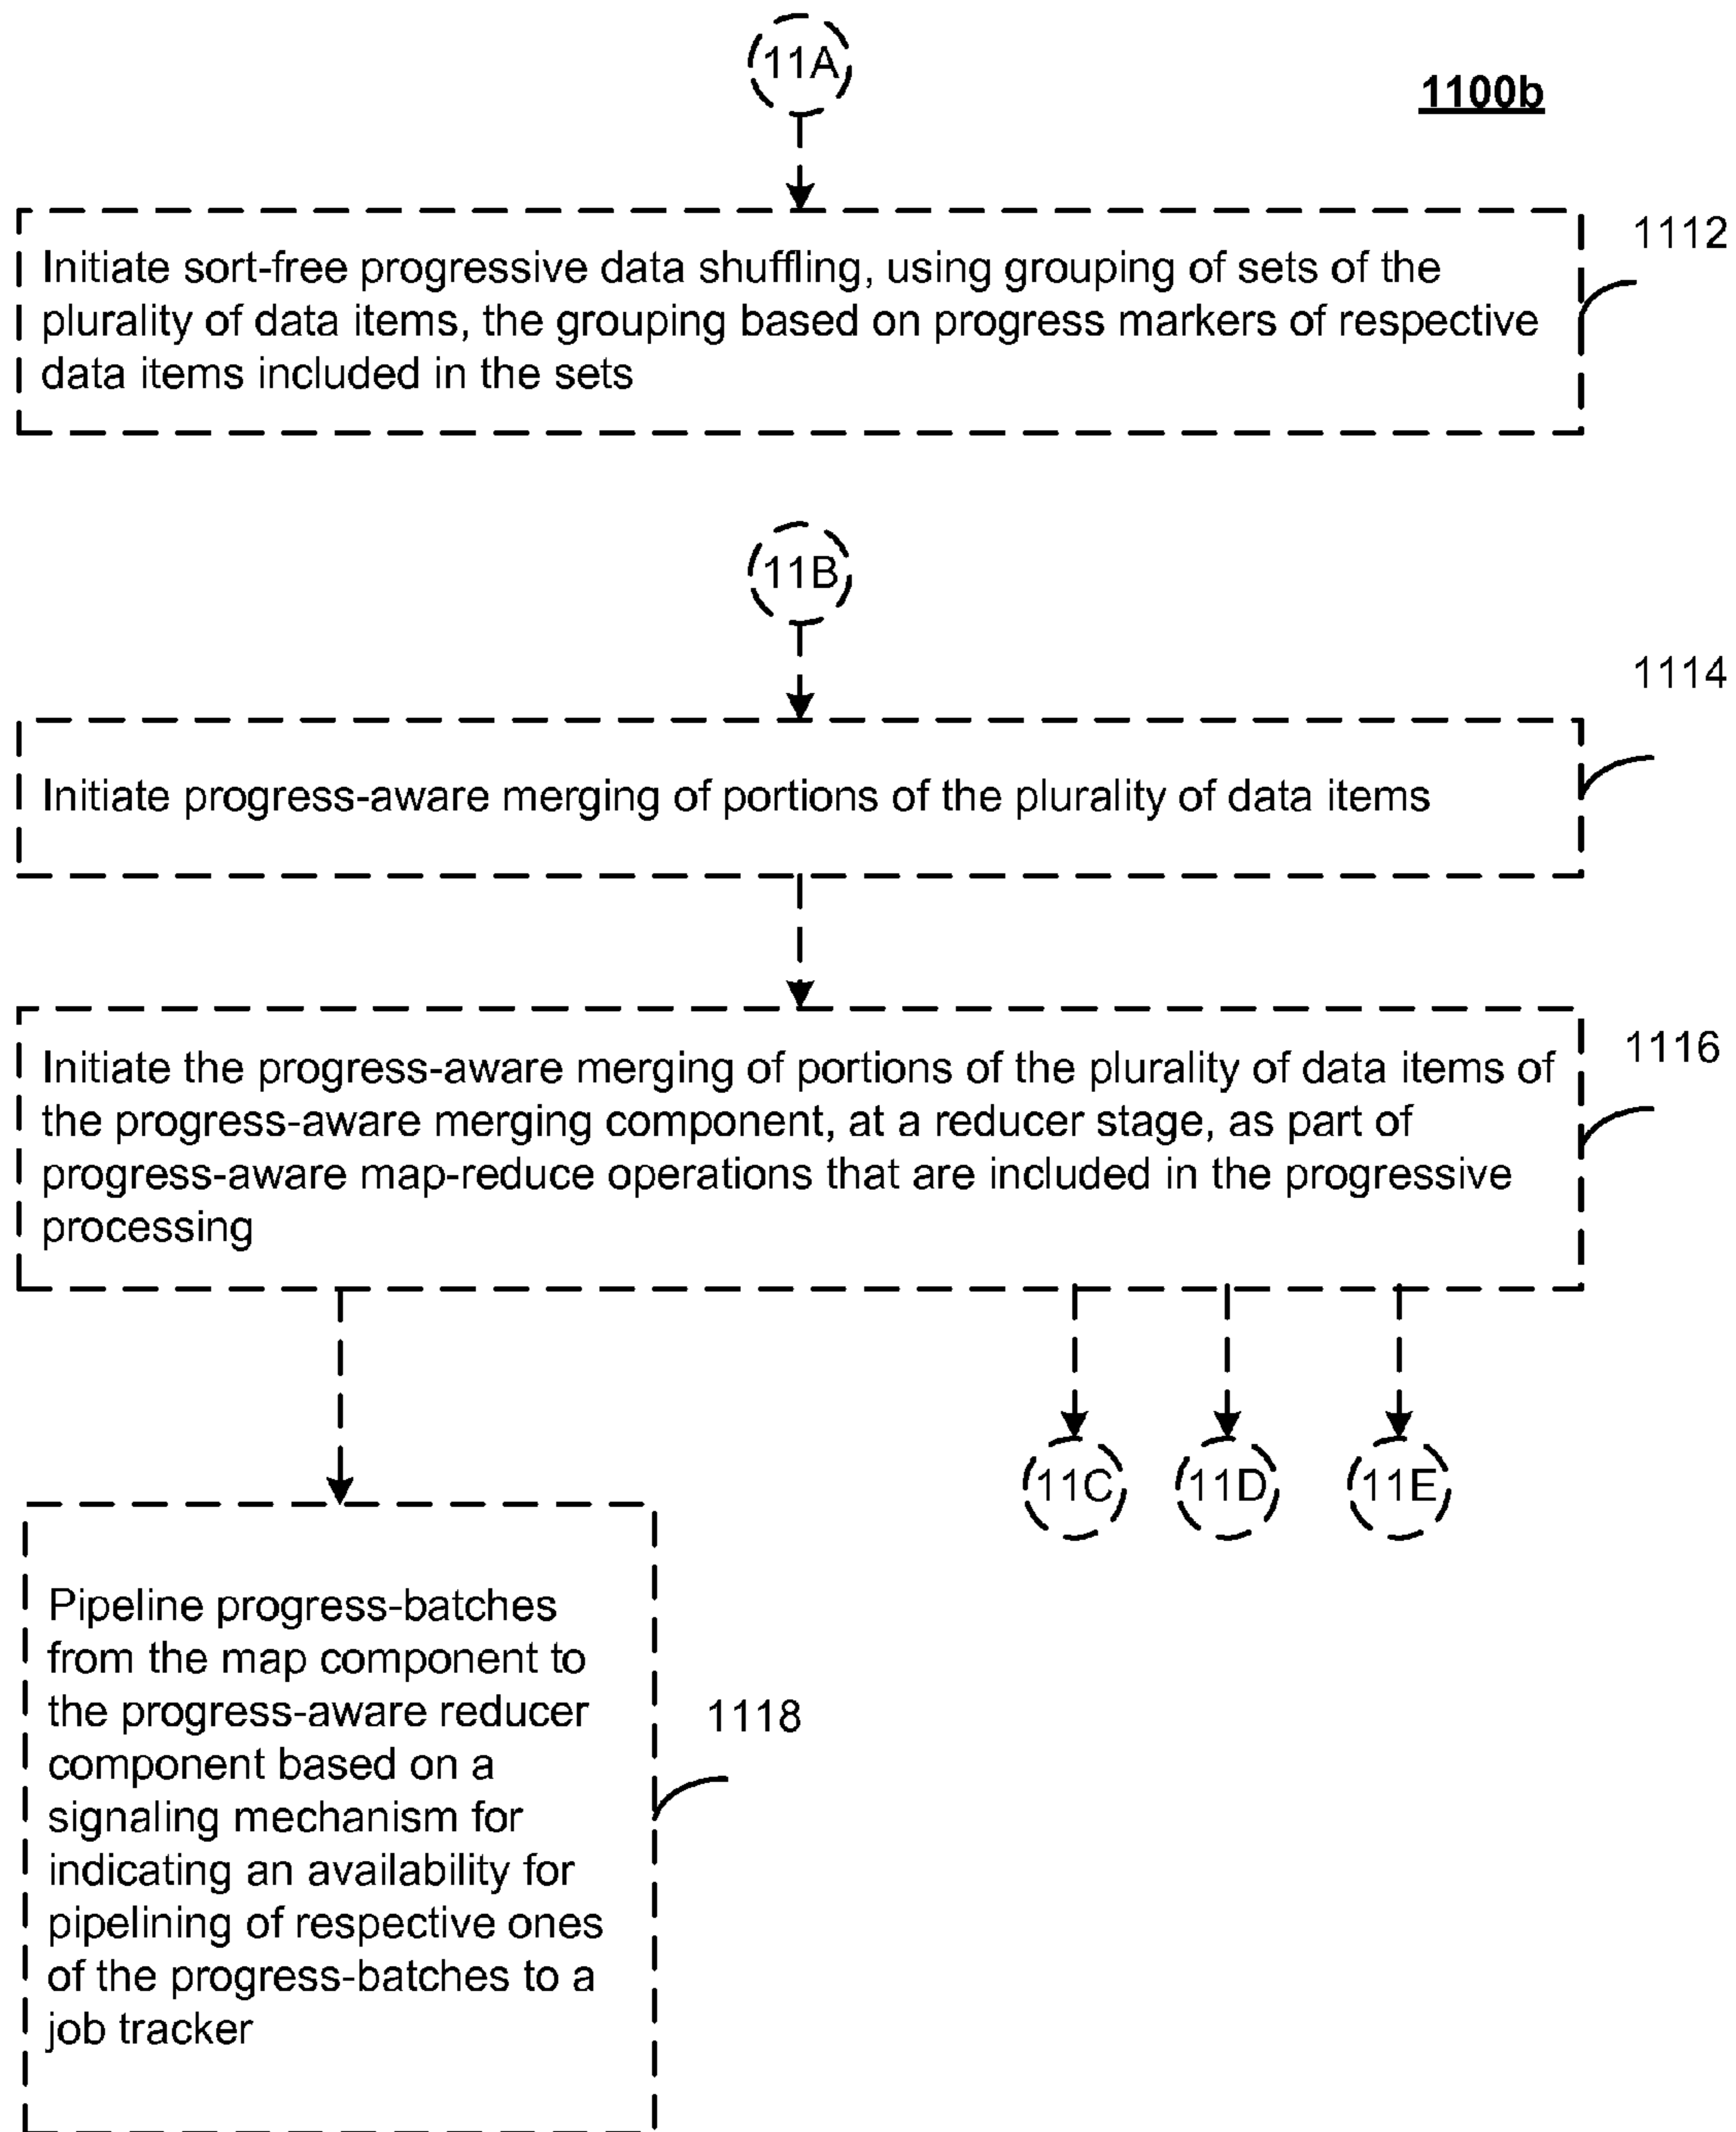 11A
1100b
1112
Initiate sort-free progressive data shuffling, using grouping of sets of the
plurality of data items, the grouping based on progress markers of respective
data items included in the sets
11B
1114
Initiate progress-aware merging of portions of the plurality of data items
1116
Initiate the progress-aware merging of portions of the plurality of data items of
the progress-aware merging component, at a reducer stage, as part of
progress-aware map-reduce operations that are included in the progressive
processing
11C
11D
11E
Pipeline progress-batches
from the map component to
the progress-aware reducer
component based on a
signaling mechanism for
indicating an availability for
pipelining of respective ones
of the progress-batches to a
job tracker
1118